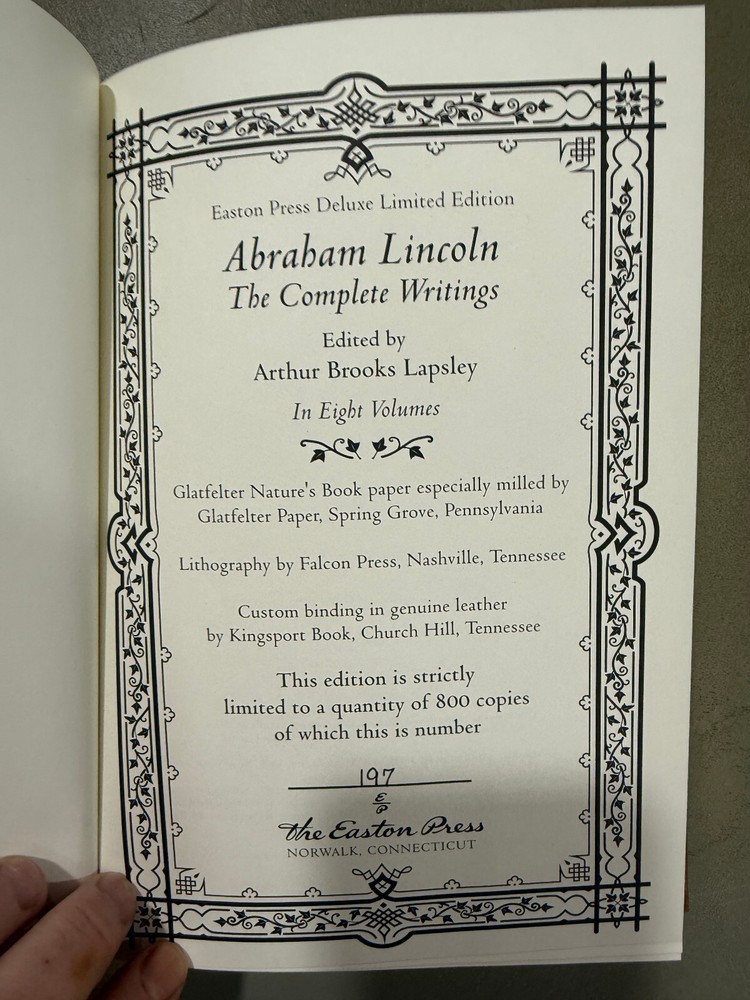 Easton Press Deluxe Limited Edition
Abraham Lincoln
The Complete Writings
Edited by
Arthur Brooks Lapsley
In Eight Volumes
Glatfelter Nature's Book paper especially milled by
Glatfelter Paper, Spring Grove, Pennsylvania
Lithography by Falcon Press, Nashville, Tennessee
Custom binding in genuine leather
by Kingsport Book, Church Hill, Tennessee
This edition is strictly
limited to a quantity of 800 copies
of which this is number
197
E
P
the Easton Press
NORWALK, CONNECTICUT